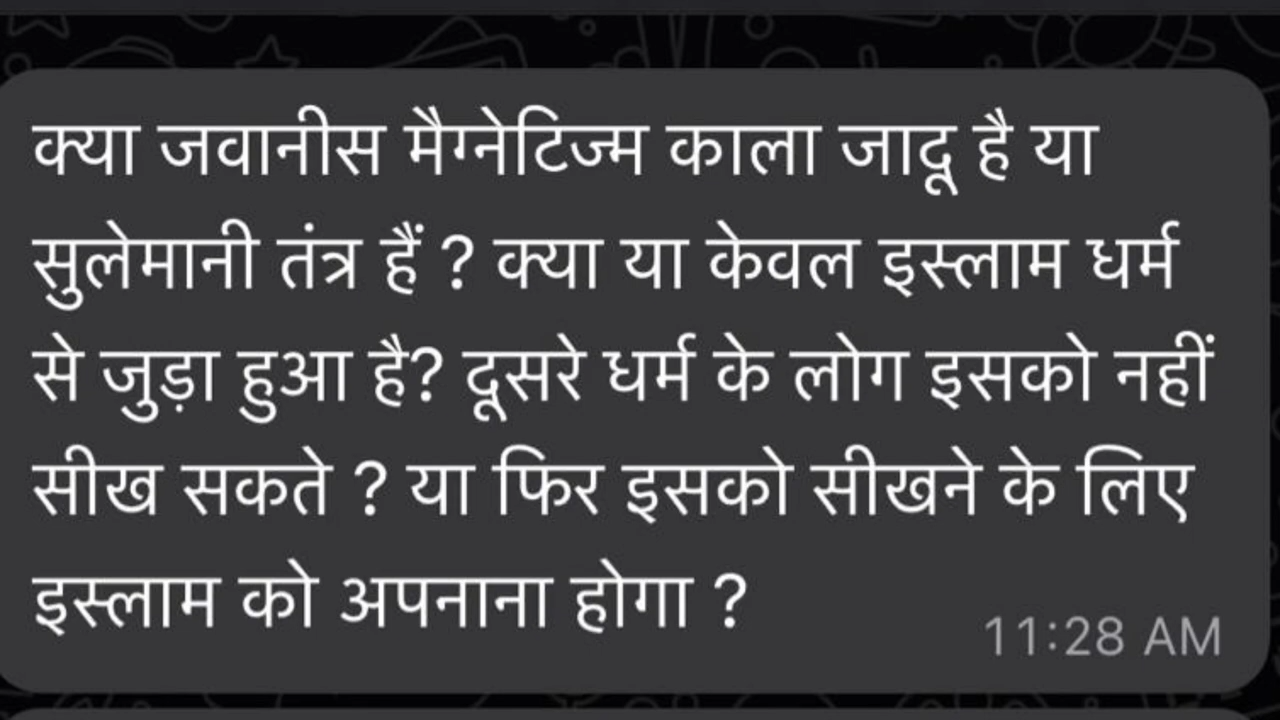 क्या जवानीस मैग्नेटिज्म काला जादू है या
सुलेमानी तंत्र हैं ? क्या या केवल इस्लाम धर्म
से जुड़ा हुआ है? दूसरे धर्म के लोग इसको नहीं
सीख सकते ? या फिर इसको सीखने के लिए
इस्लाम को अपनाना होगा ?
11:28 AM